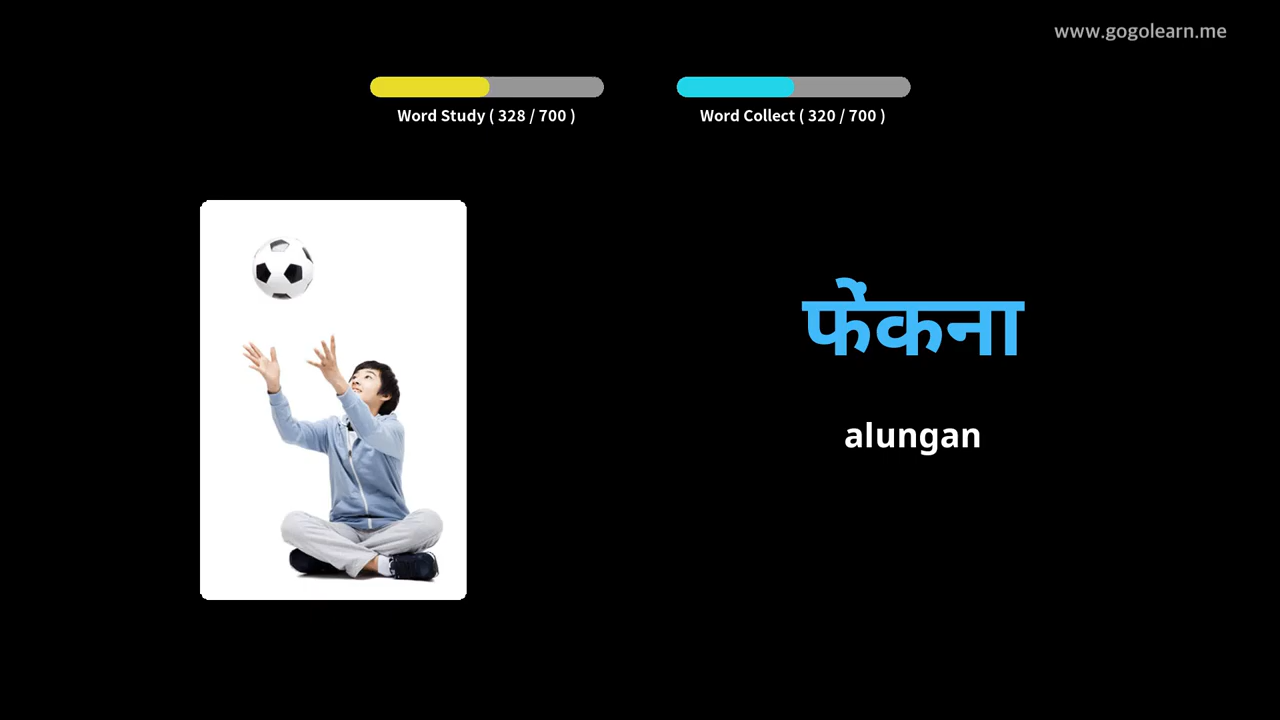 www.gogolearn.me
Word Study ( 328 / 700 )
Word Collect ( 320 / 700 )
फेंकना
alungan